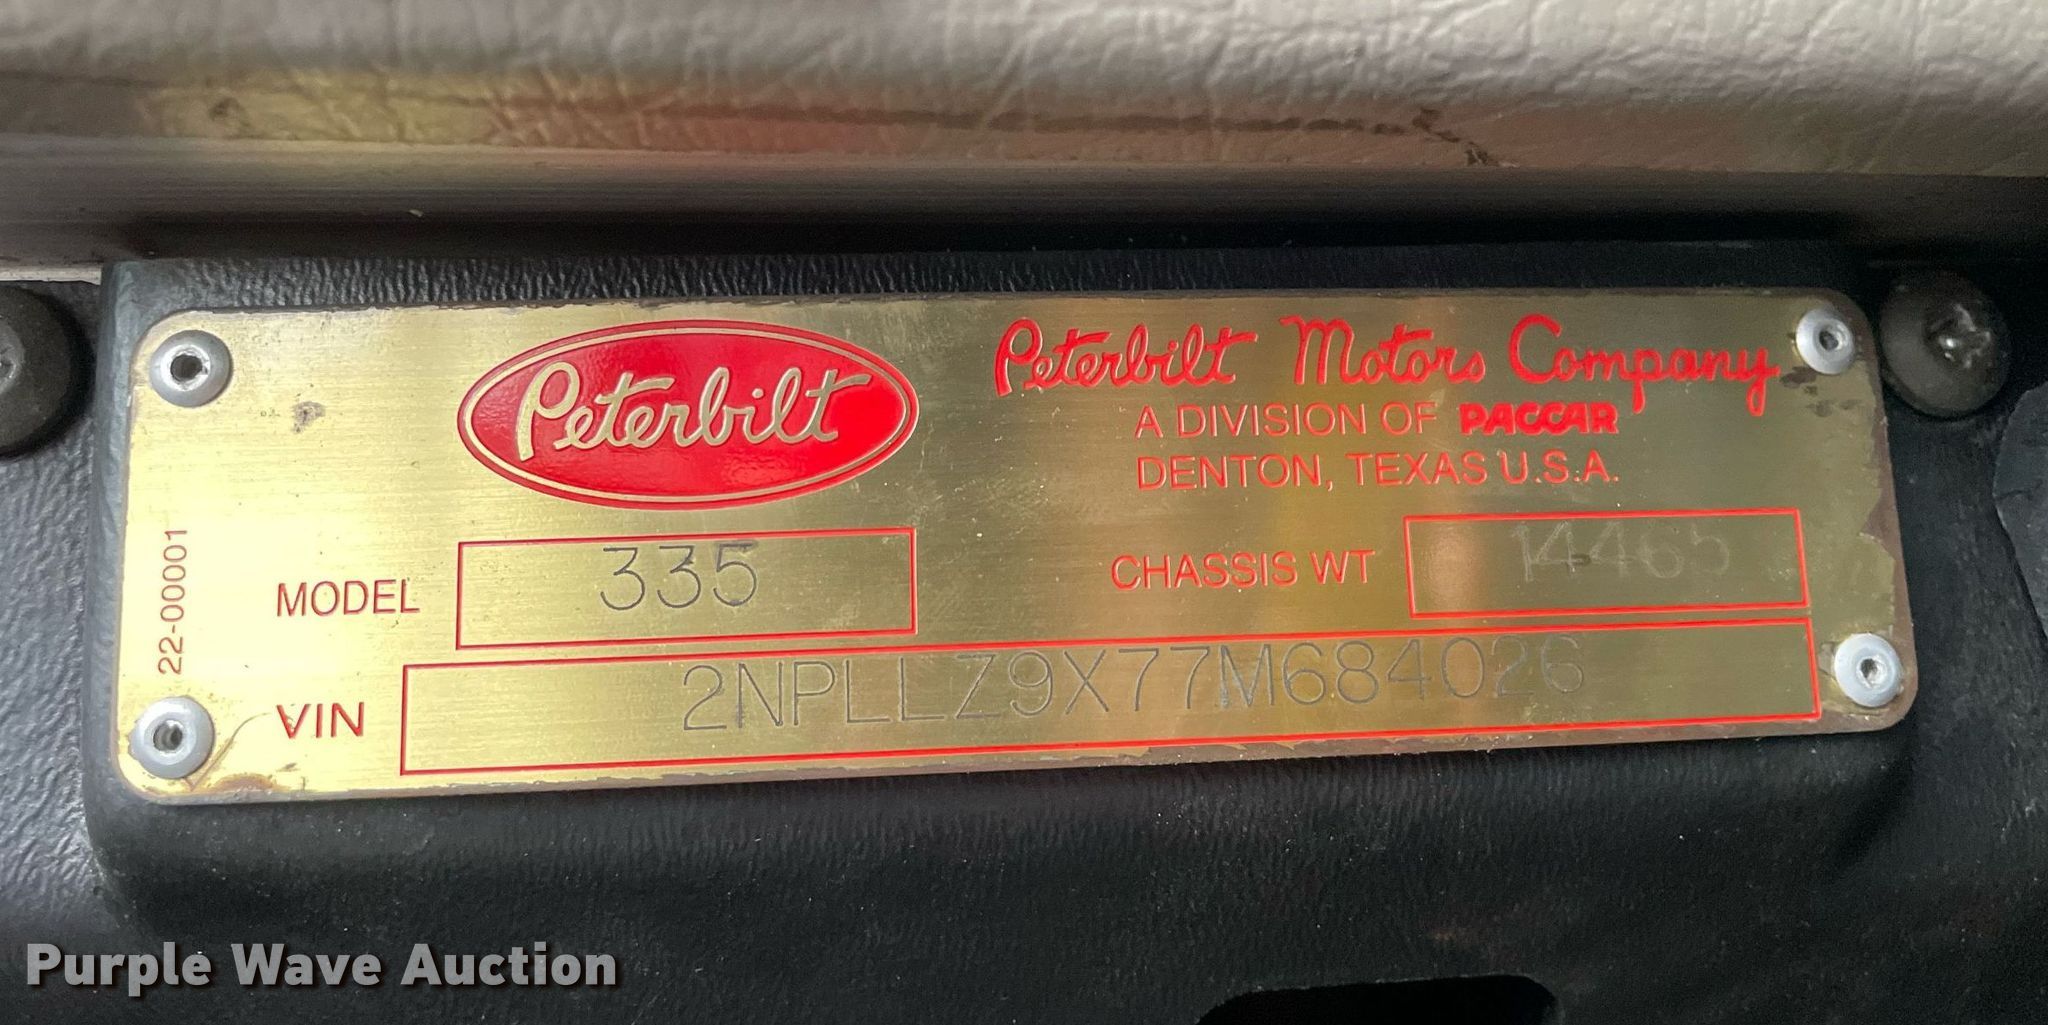 Peterbilt
Peterbilt Motors Company
A DIVISION OF PACCAR
DENTON, TEXAS U.S.A.
22-00001
MODEL 335
CHASSIS WT 14465
VIN 2NPLLZ9X77M684026
Purple Wave Auction